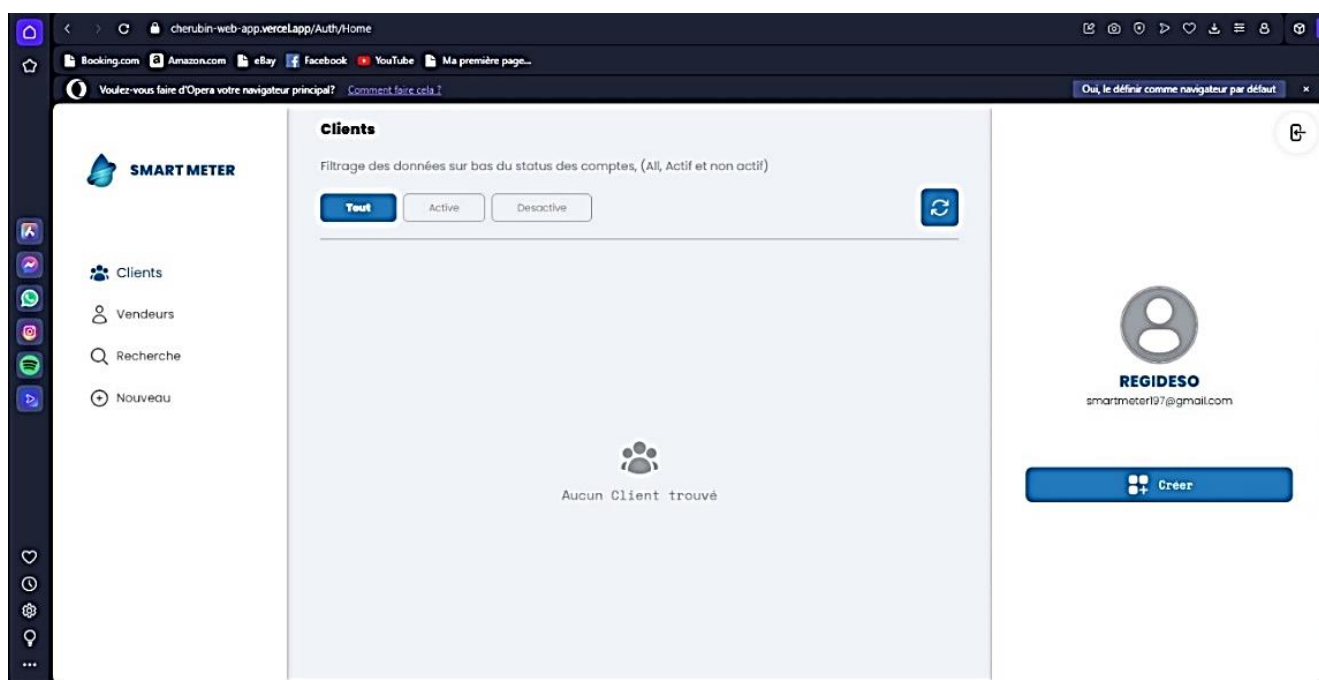 cherubin-web-app.vercel.app/Auth/Home
Booking.com Amazon.com eBay Facebook YouTube Ma première page...
Voulez-vous faire d'Opera votre navigateur principal? Comment faire cela ? Oui, le définir comme navigateur par défaut
SMART METER
Clients
Vendeurs
Recherche
Nouveau
Clients
Filtrage des données sur bas du status des comptes, (All, Actif et non actif)
Tout Active Desactive
Aucun Client trouvé
REGIDESO
smartmeter197@gmail.com
Créer